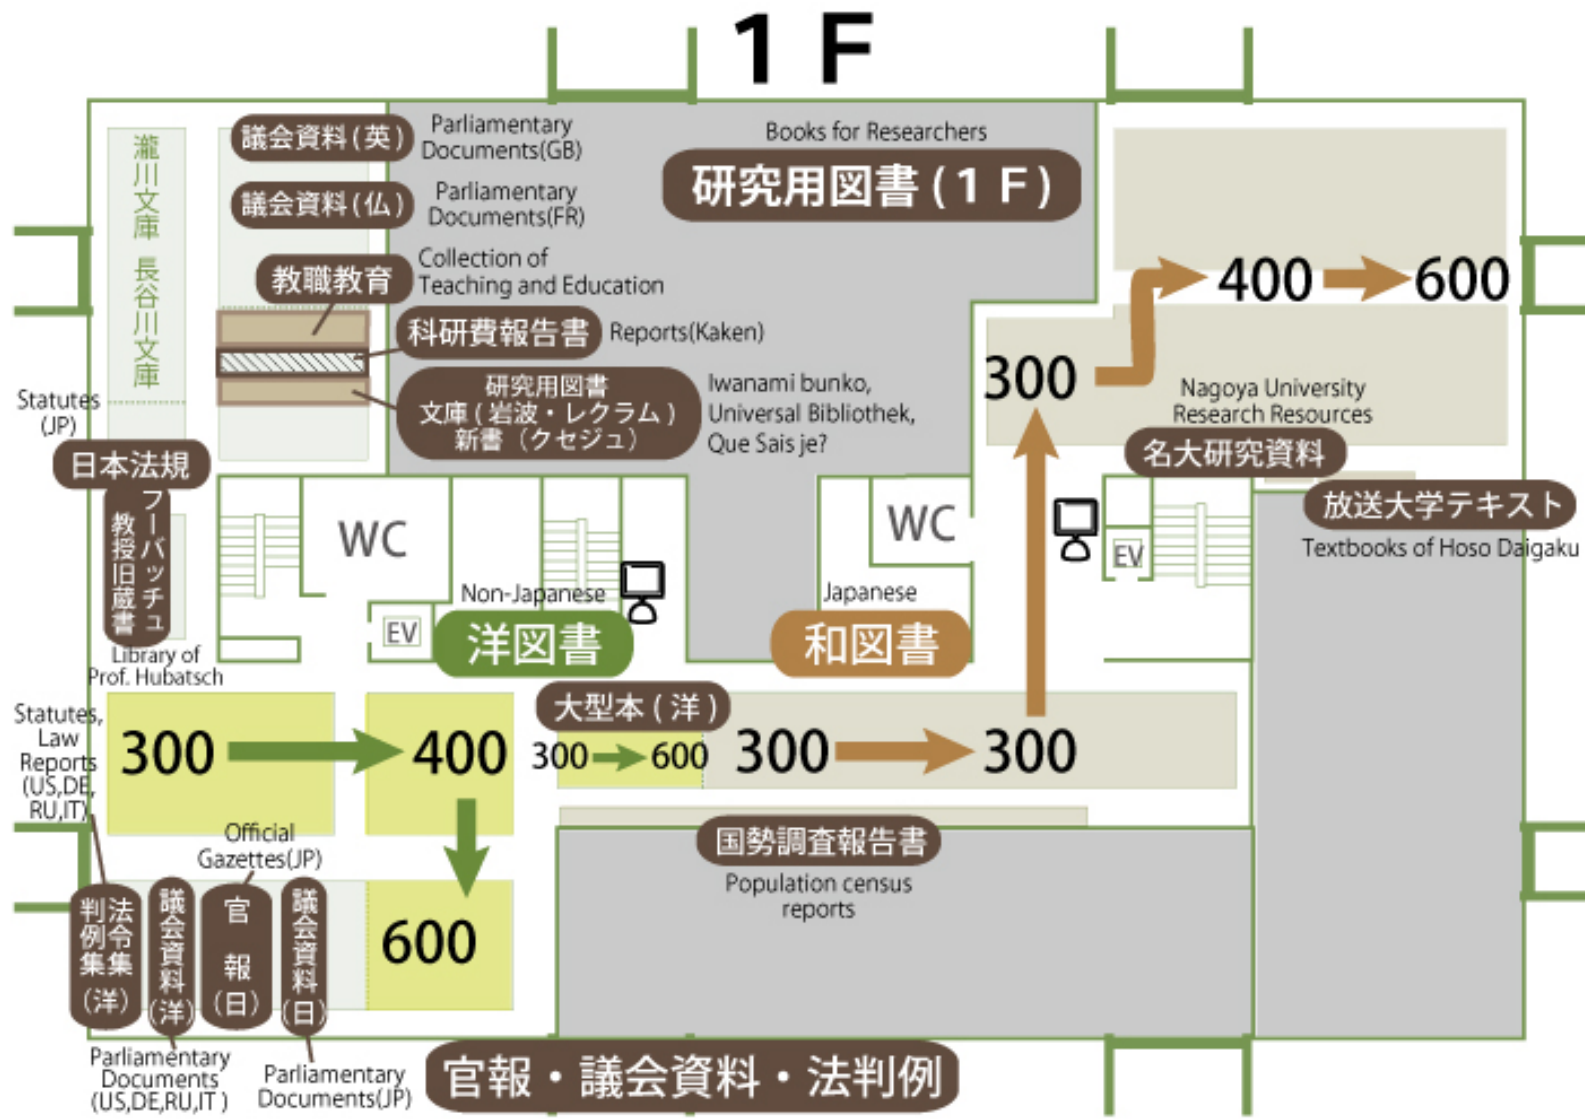 1 F
議会資料(英)
Parliamentary
Documents(GB)
議会資料(仏)
Parliamentary
Documents(FR)
教職教育
Collection of
Teaching and Education
科研費報告書
Reports(Kaken)
研究用図書
文庫(岩波・レクラム)
新書(クセジュ)
Iwanami bunko,
Universal Bibliothek,
Que Sais je?
Books for Researchers
研究用図書(1F)
瀧川文庫 長谷川文庫
Statutes
(JP)
日本法規
フーバッチュ
教授旧蔵書
Library of
Prof. Hubatsch
WC
EV
Non-Japanese
洋図書
WC
Japanese
和図書
EV
400
600
300
Nagoya University
Research Resources
名大研究資料
放送大学テキスト
Textbooks of Hoso Daigaku
Statutes,
Law
Reports
(US,DE,
RU,IT)
300
400
600
大型本(洋)
300
600
300
300
国勢調査報告書
Population census
reports
Official
Gazettes(JP)
法令集
判例集
(洋)
議会資料(洋)
官報(日)
議会資料(日)
Parliamentary
Documents
(US,DE,RU,IT )
Parliamentary
Documents(JP)
官報・議会資料・法判例